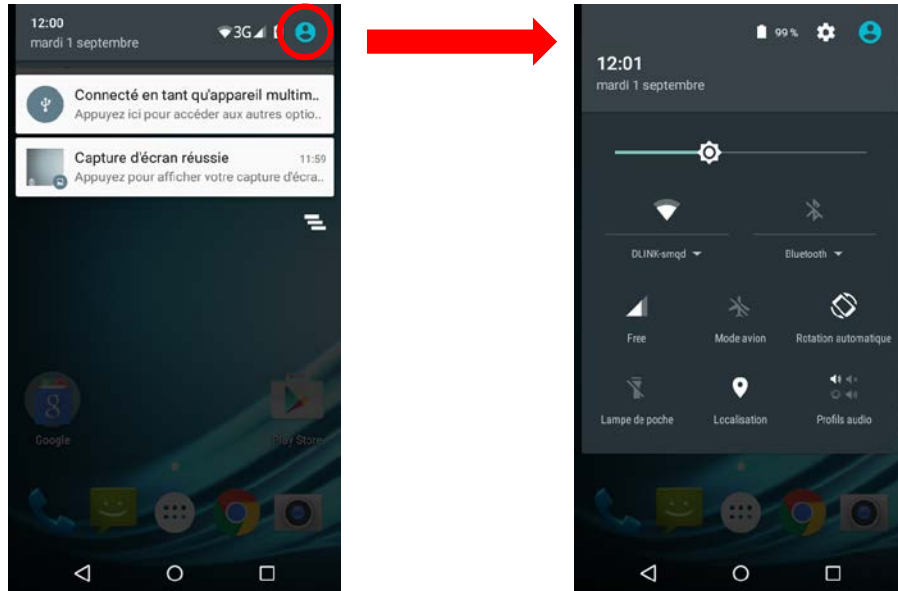 12:00
mardi 1 septembre
3G
Connecté en tant qu'appareil multim..
Appuyez ici pour accéder aux autres optio..
Capture d'écran réussie 11:59
Appuyez pour afficher votre capture d'écra..
8
Google
Play Store
99 %
12:01
mardi 1 septembre
DLINK-smqd
Bluetooth
Free
Mode avion
Rotation automatique
Lampe de poche
Localisation
Profils audio